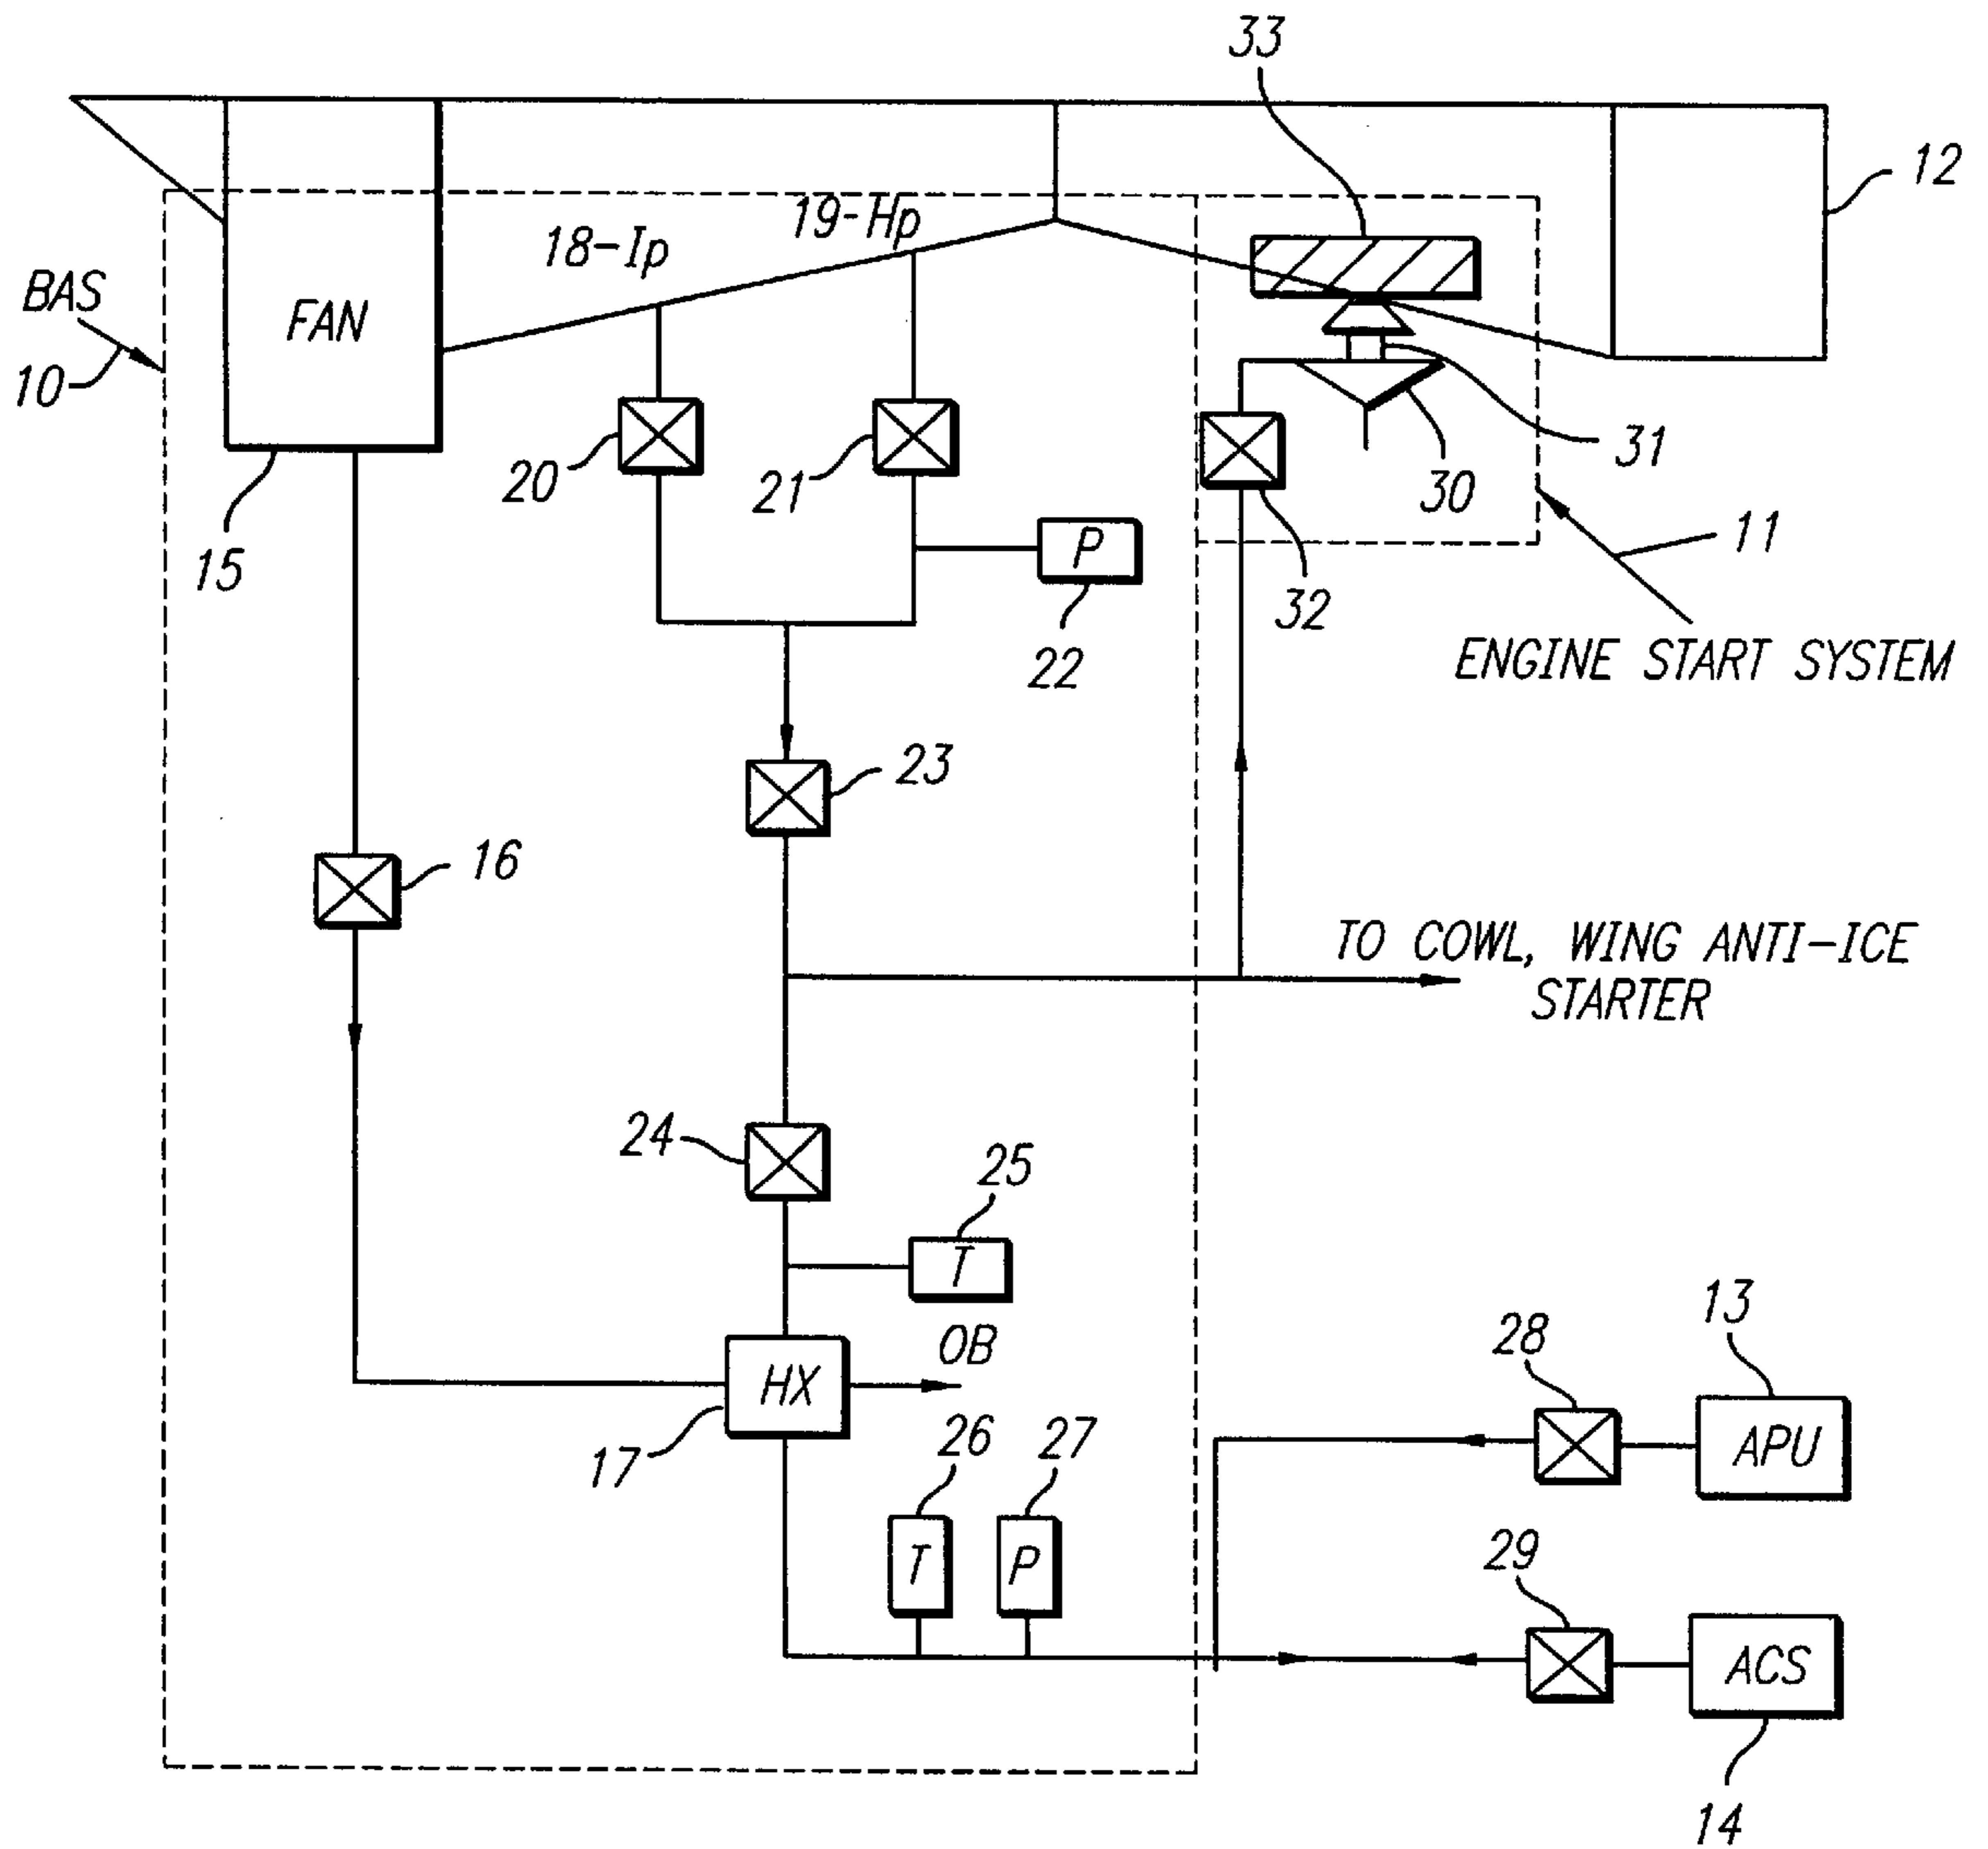 33
12
19-Hp
18-Ip
BAS
10
FAN
20
21
31
30
11
15
P
32
22
ENGINE START SYSTEM
23
16
TO COWL, WING ANTI-ICE
STARTER
24
25
T
13
28
OB
HX
26
27
APU
17
29
T
P
ACS
14